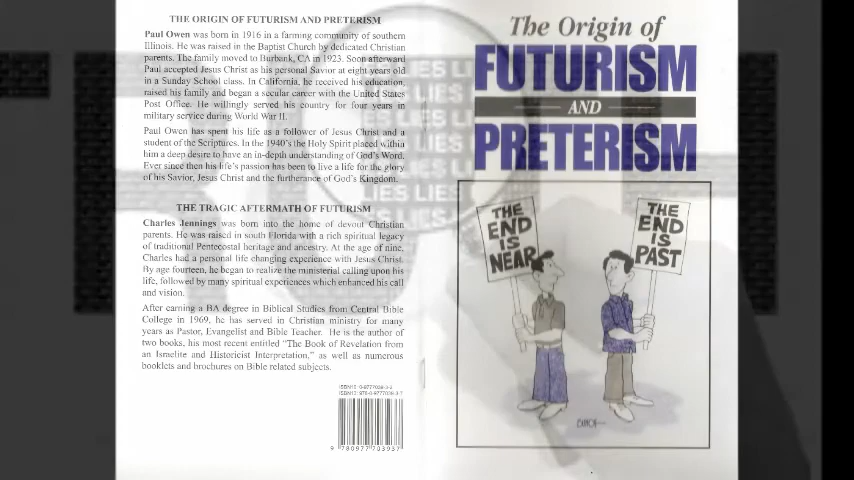 THE ORIGIN OF FUTURISM AND PRETERISM
Paul Owen was born in 1916 in a farming community of southern
Illinois. He was raised in the Baptist Church by dedicated Christian
parents. The family moved to Burbank, CA in 1923. Soon afterward
Paul accepted Jesus Christ as his personal Savior at eight years old
in a Sunday School class. In California, he received his education,
raised his family and began a secular career with the United States
Post Office. He willingly served his country for four years in
military service during World War II.
Paul Owen has spent his life as a follower of Jesus Christ and a
student of the Scriptures. In the 1940's the Holy Spirit placed within
him a deep desire to have an in-depth understanding of God's Word.
Ever since then his life's passion has been to live a life for the glory
of his Savior, Jesus Christ and the furtherance of God's Kingdom.
THE TRAGIC AFTERMATH OF FUTURISM
Charles Jennings was born into the home of devout Christian
parents. He was raised in south Florida with a rich spiritual legacy
of traditional Pentecostal heritage and ancestry. At the age of nine,
Charles had a personal life changing experience with Jesus Christ.
By age fourteen, he began to realize the ministerial calling upon his
life, followed by many spiritual experiences which enhanced his call
and vision.
After earning a BA degree in Biblical Studies from Central Bible
College in 1969, he has served in Christian ministry for many
years as Pastor, Evangelist and Bible Teacher. He is the author of
two books, his most recent entitled "The Book of Revelation from
an Israelite and Historicist Interpretation," as well as numerous
booklets and brochures on Bible related subjects.
9 780977 703937
The Origin of
FUTURISM
AND
PRETERISM
THE
END
IS
NEAR
THE
END
IS
PAST
LIES LI
LIES LIES
LIES